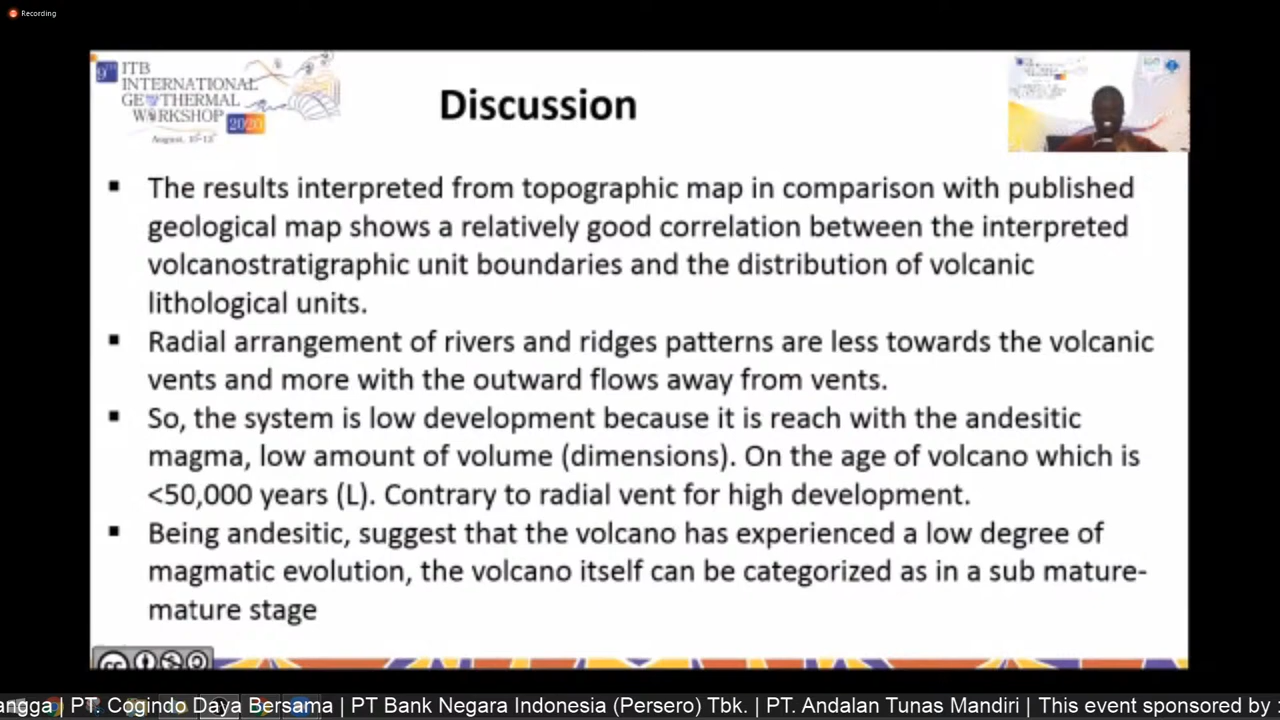 Recording
9th ITB
INTERNATIONAL
GEOTHERMAL
WORKSHOP
2020
August, 10-13
Discussion
▪ The results interpreted from topographic map in comparison with published
geological map shows a relatively good correlation between the interpreted
volcanostratigraphic unit boundaries and the distribution of volcanic
lithological units.
▪ Radial arrangement of rivers and ridges patterns are less towards the volcanic
vents and more with the outward flows away from vents.
▪ So, the system is low development because it is reach with the andesitic
magma, low amount of volume (dimensions). On the age of volcano which is
<50,000 years (L). Contrary to radial vent for high development.
▪ Being andesitic, suggest that the volcano has experienced a low degree of
magmatic evolution, the volcano itself can be categorized as in a sub mature-
mature stage
cc
angga | PT. Cogindo Daya Bersama | PT Bank Negara Indonesia (Persero) Tbk. | PT. Andalan Tunas Mandiri | This event sponsored by :